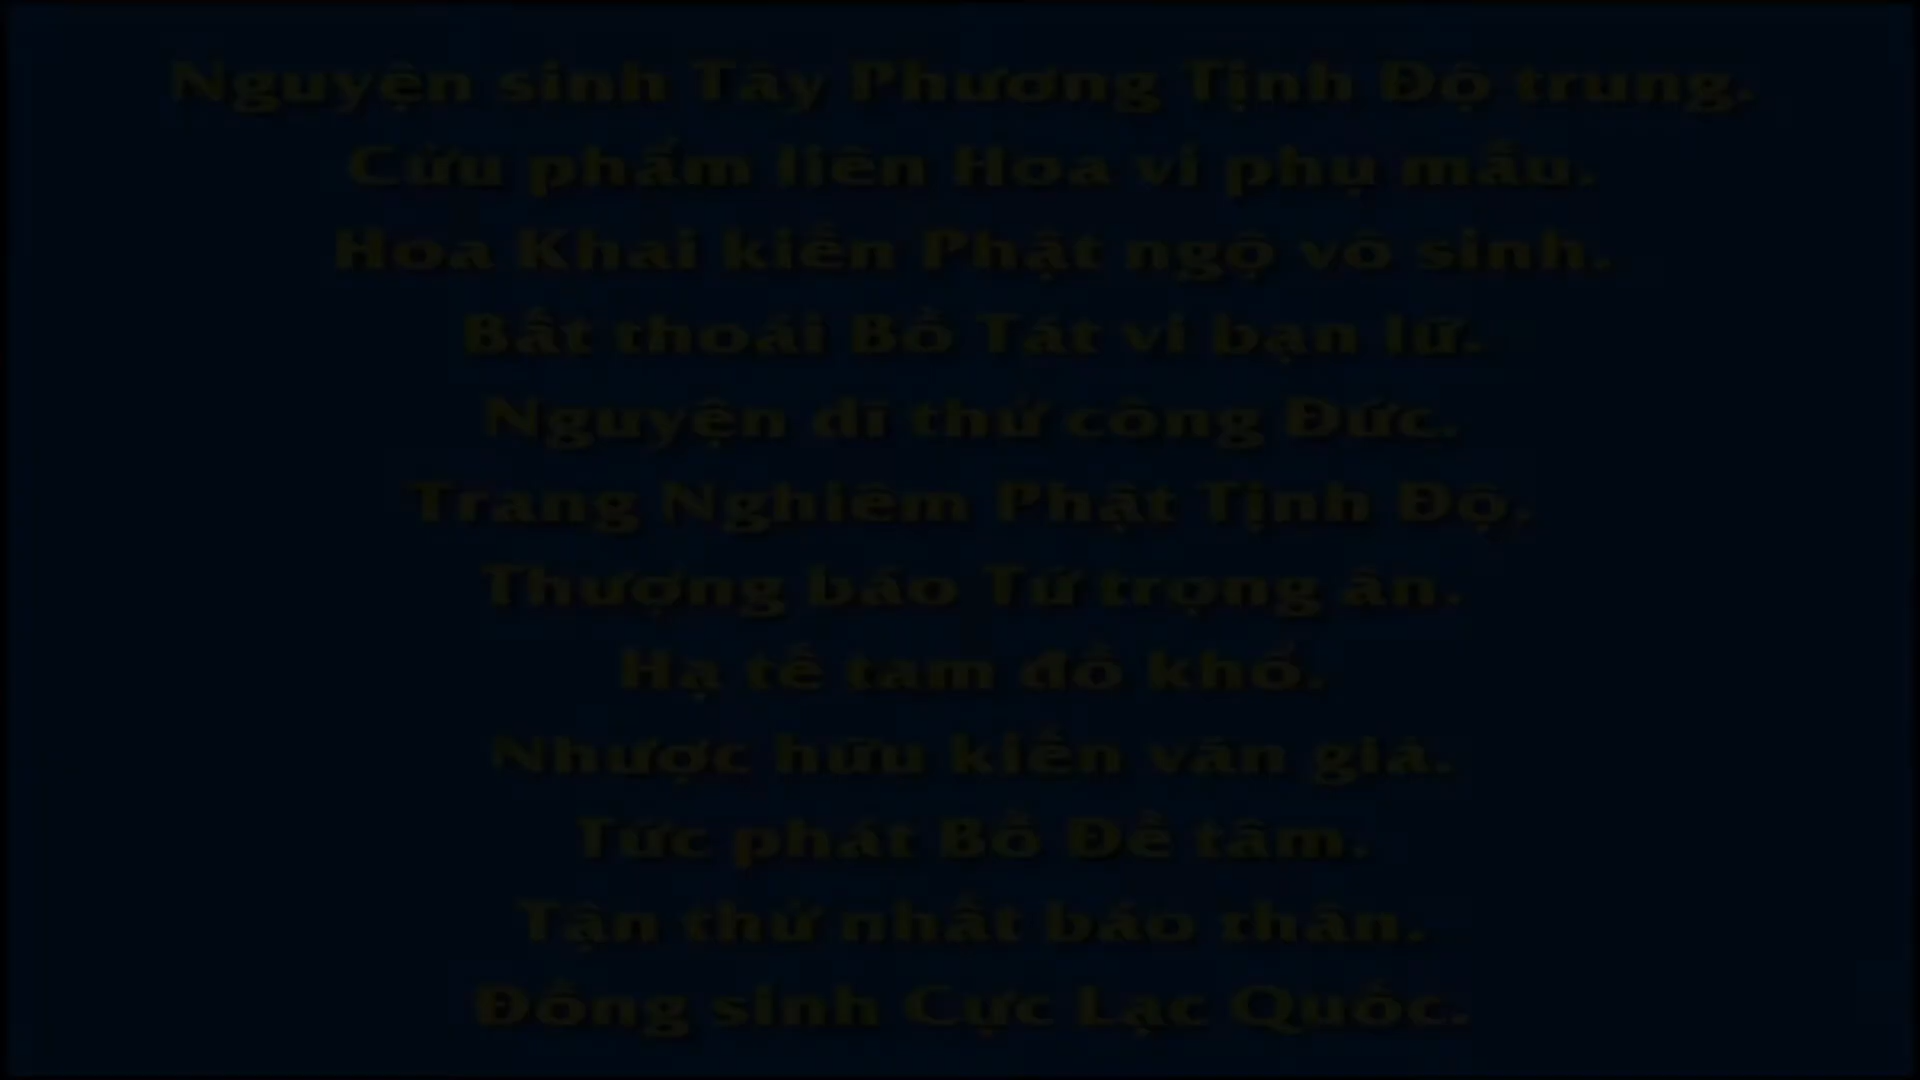 Nguyện sinh Tây Phương Tịnh Độ trung.
Cửu phẩm liên Hoa vi phụ mẫu.
Hoa Khai kiến Phật ngộ vô sinh.
Bất thoái Bồ Tát vi bạn lữ.
Nguyện dĩ thử công Đức.
Trang Nghiêm Phật Tịnh Độ.
Thượng báo Tứ trọng ân.
Hạ tế tam đồ khổ.
Nhược hữu kiến văn giả.
Tức phát Bồ Đề tâm.
Tận thử nhất báo thân.
Đồng sinh Cực Lạc Quốc.